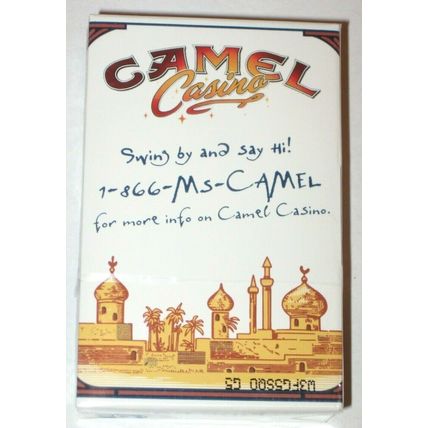 CAMEL
Casino
Swing by and say Hi!
1-866-Ms-CAMEL
for more info on Camel Casino.